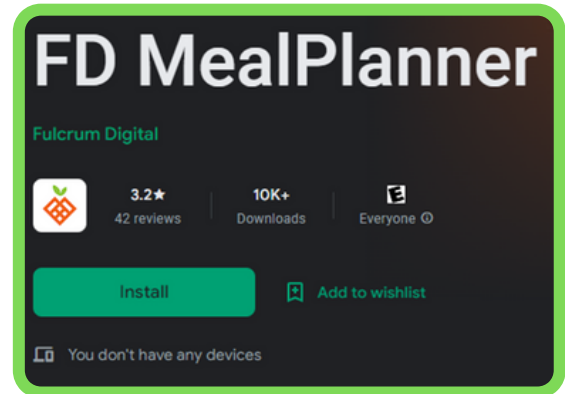 FD MealPlanner
Fulcrum Digital
3.2★ 10K+ E
42 reviews Downloads Everyone
Install Add to wishlist
You don't have any devices